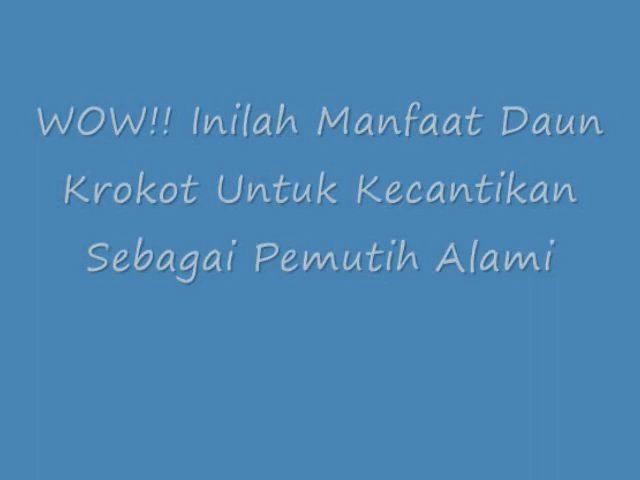 WOW!! Inilah Manfaat Daun
Krokot Untuk Kecantikan
Sebagai Pemutih Alami